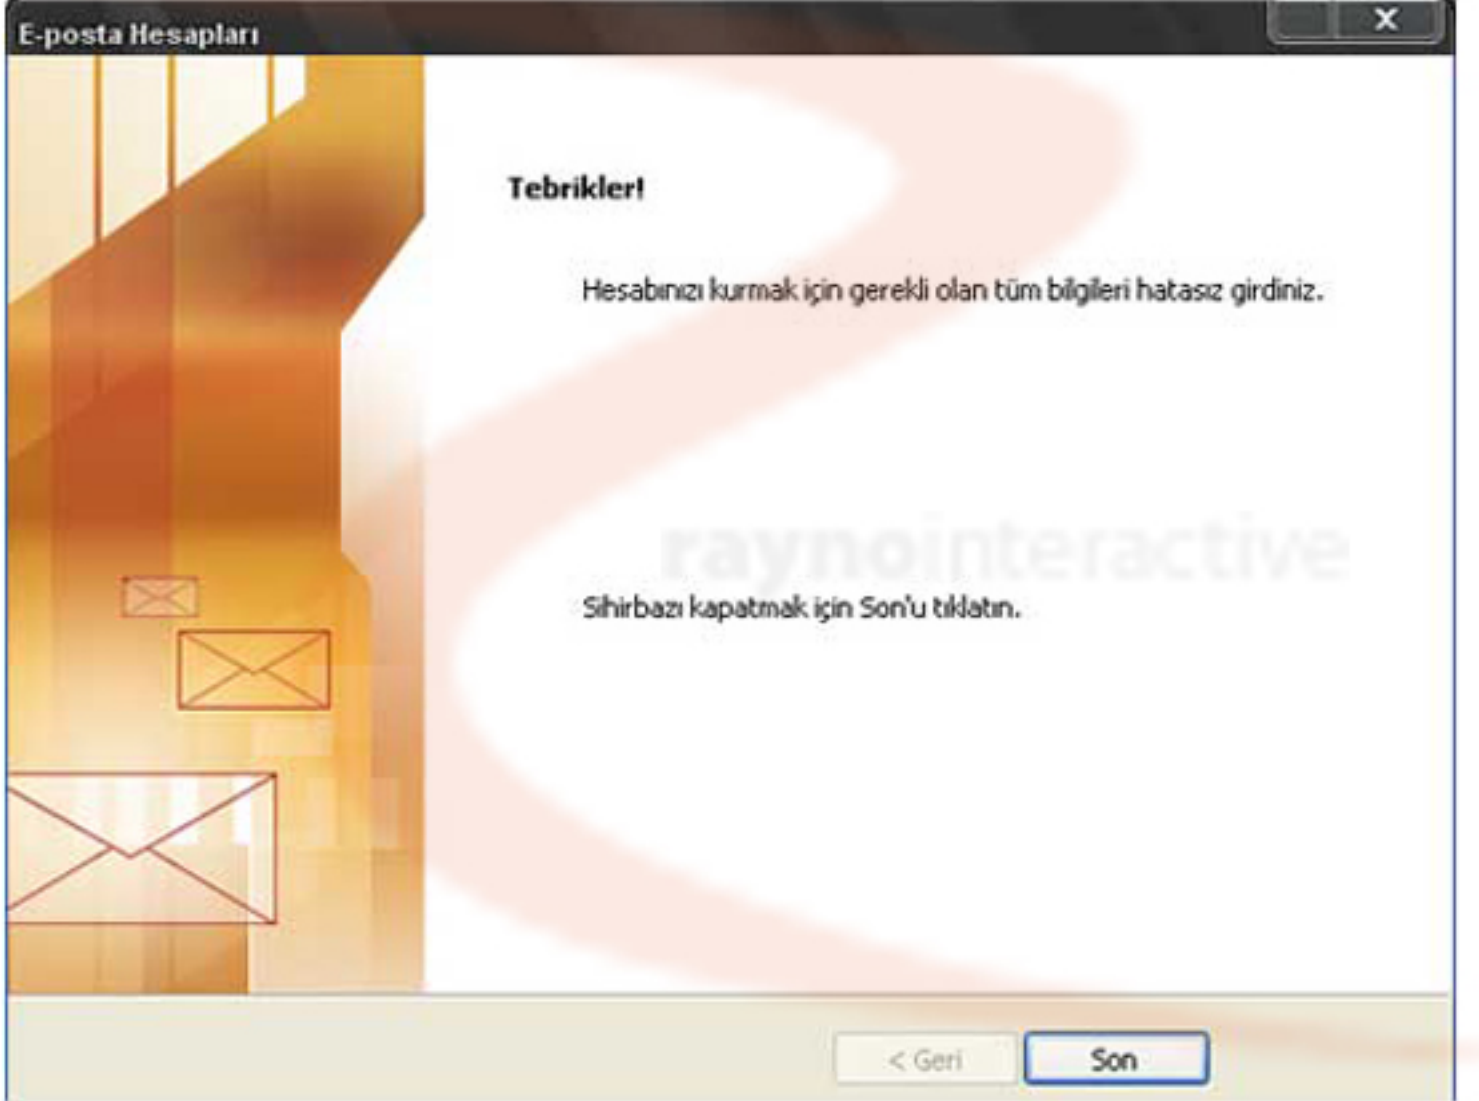 E-posta Hesapları
Tebrikler!
Hesabınızı kurmak için gerekli olan tüm bilgileri hatasız girdiniz.
raynointeractive
Sihirbazı kapatmak için Son'u tıklatın.
< Geri
Son